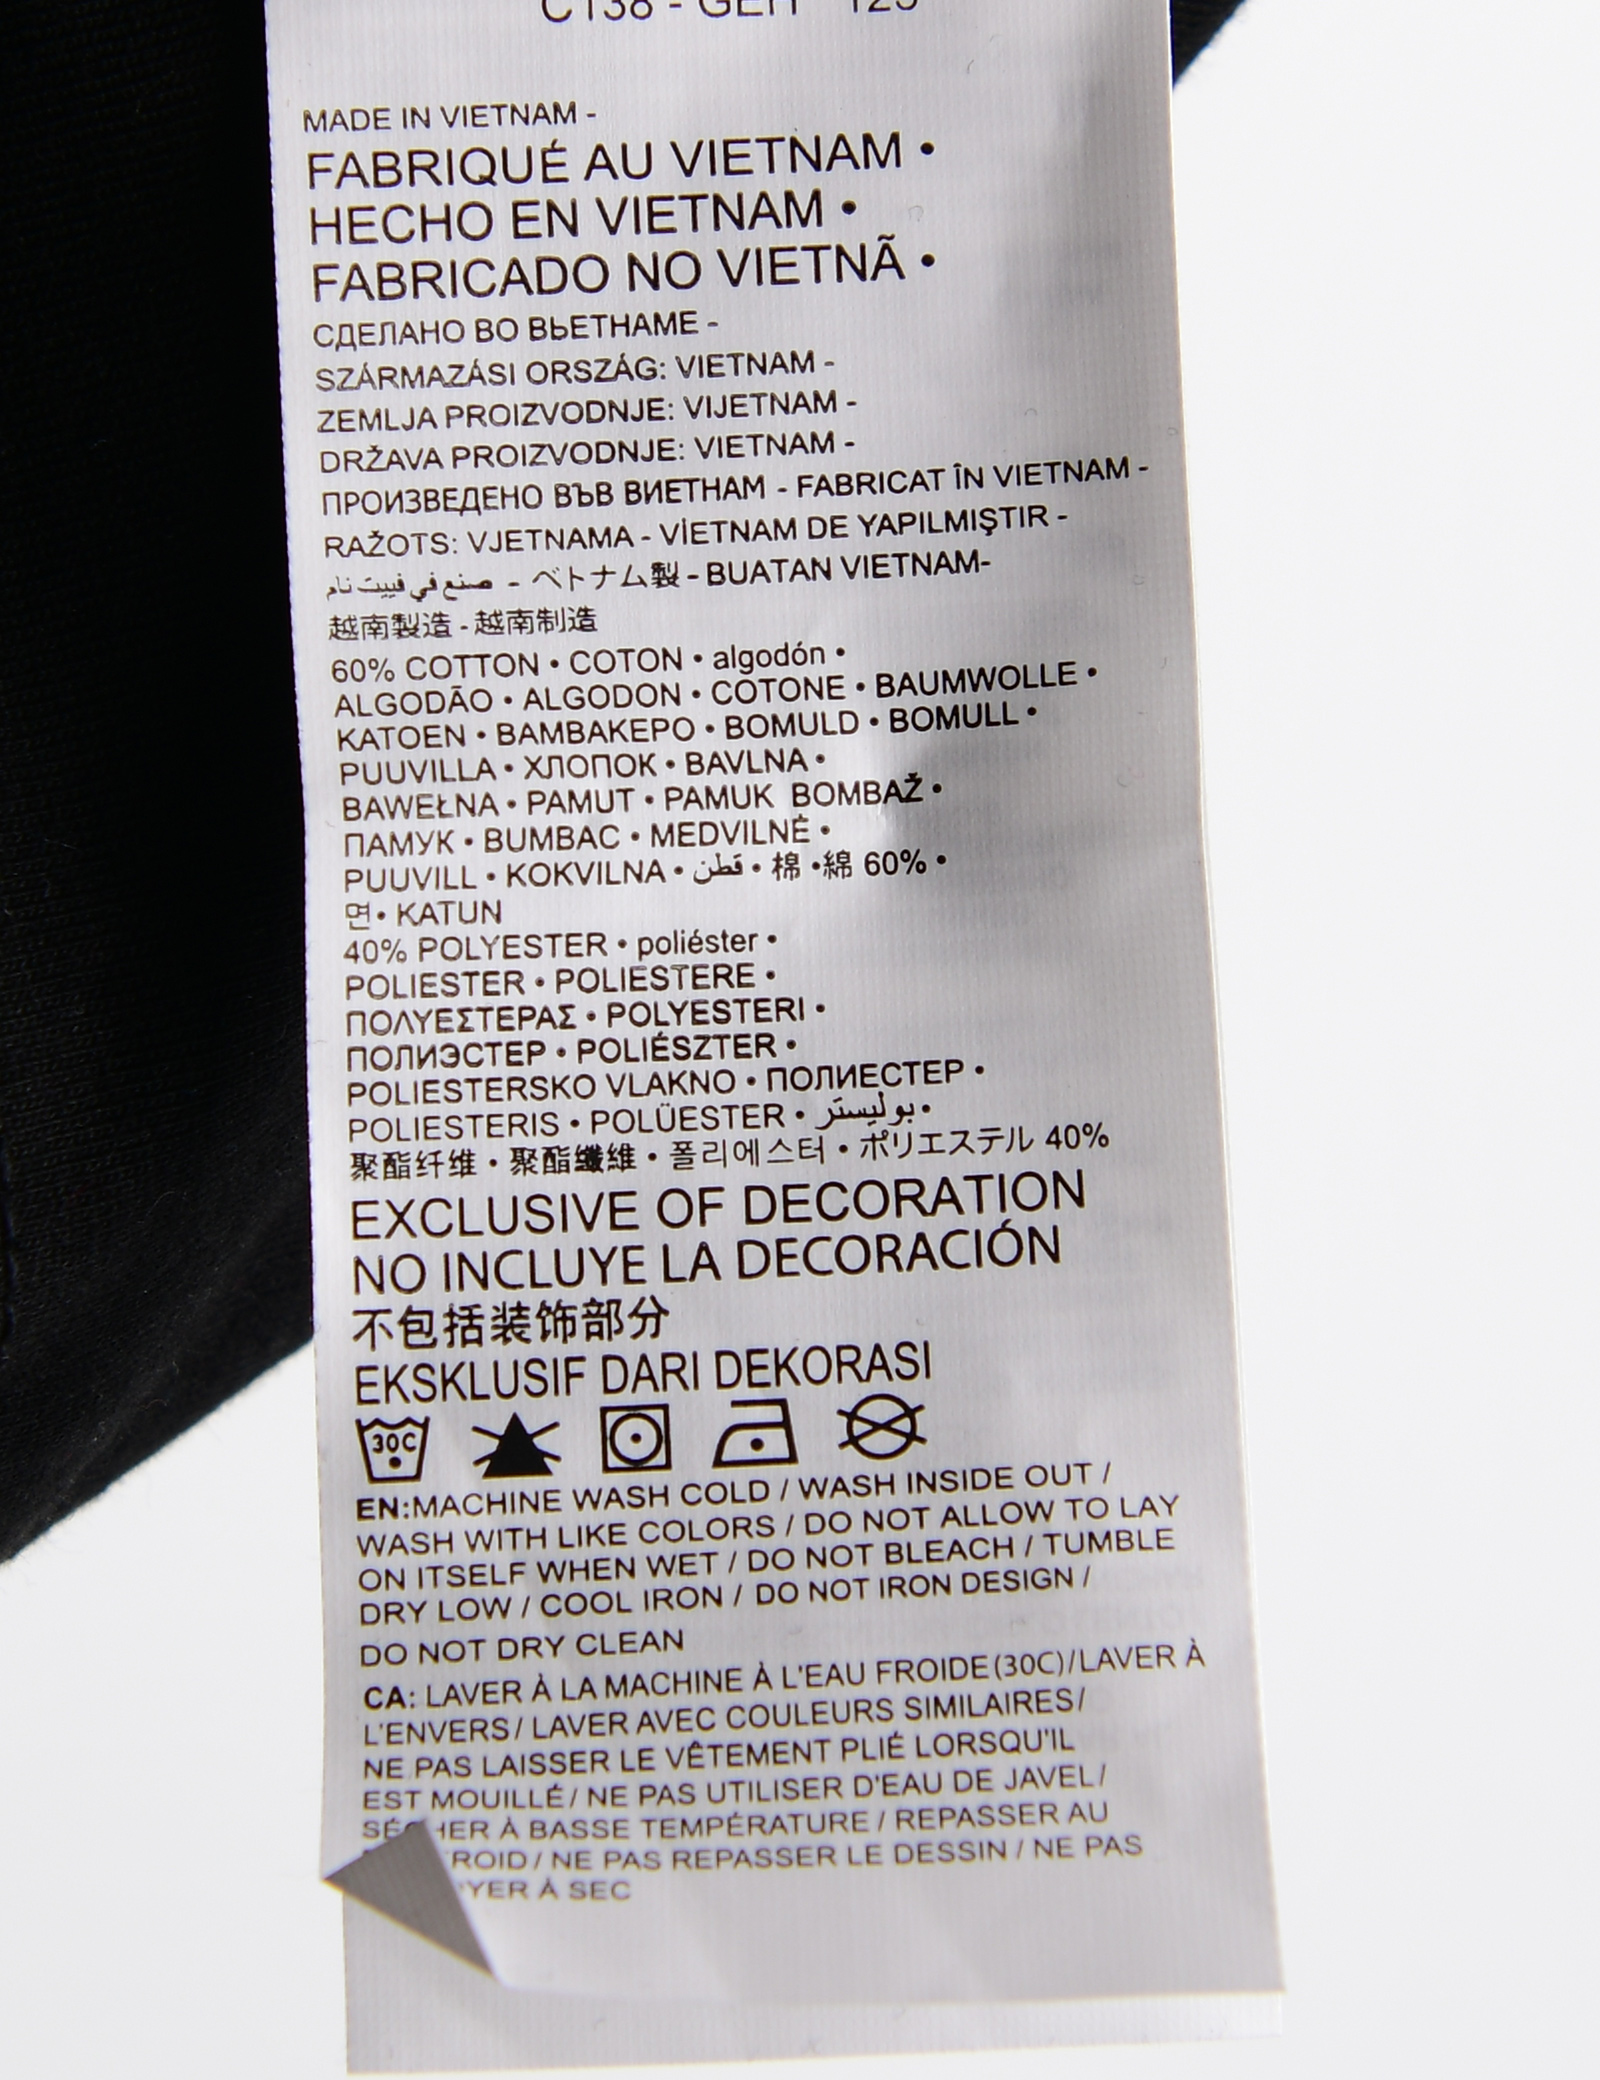 MADE IN VIETNAM -
FABRIQUÉ AU VIETNAM •
HECHO EN VIETNAM •
FABRICADO NO VIETNÃ •
СДЕЛАНО ВО ВЬЕТНАМЕ -
SZÁRMAZÁSI ORSZÁG: VIETNAM -
ZEMLJA PROIZVODNJE: VIJETNAM -
DRŽAVA PROIZVODNJE: VIETNAM -
ПРОИЗВЕДЕНО ВЪВ ВИЕТНАМ - FABRICAT ÎN VIETNAM -
RAŽOTS: VJETNAMA - VİETNAM DE YAPILMIŞTIR -
صنع في فييت نام - ベトナム製 - BUATAN VIETNAM-
越南製造 - 越南制造
60% COTTON • COTON • algodón •
ALGODÃO • ALGODON • COTONE • BAUMWOLLE •
KATOEN • BAMBAKEPO • BOMULD • BOMULL •
PUUVILLA • ХЛОПОК • BAVLNA •
BAWEŁNA • PAMUT • PAMUK BOMBAŽ •
ПАМУК • BUMBAC • MEDVILNĖ •
PUUVILL • KOKVILNA • قطن • 棉 •綿 60% •
면 • KATUN
40% POLYESTER • poliéster •
POLIESTER • POLIESTERE •
ΠΟΛΥΕΣΤΕΡΑΣ • POLYESTERI •
ПОЛИЭСТЕР • POLIÉSZTER •
POLIESTERSKO VLAKNO • ПОЛИЕСТЕР •
POLIESTERIS • POLÜESTER • بوليستر •
聚酯纤维 • 聚酯纖維 • 폴리에스터 • ポリエステル 40%
EXCLUSIVE OF DECORATION
NO INCLUYE LA DECORACIÓN
不包括装饰部分
EKSKLUSIF DARI DEKORASI
30C
EN:MACHINE WASH COLD / WASH INSIDE OUT /
WASH WITH LIKE COLORS / DO NOT ALLOW TO LAY
ON ITSELF WHEN WET / DO NOT BLEACH / TUMBLE
DRY LOW / COOL IRON / DO NOT IRON DESIGN /
DO NOT DRY CLEAN
CA: LAVER À LA MACHINE À L'EAU FROIDE(30C)/LAVER À
L'ENVERS/ LAVER AVEC COULEURS SIMILAIRES/
NE PAS LAISSER LE VÊTEMENT PLIÉ LORSQU'IL
EST MOUILLÉ/ NE PAS UTILISER D'EAU DE JAVEL/
À BASSE TEMPÉRATURE / REPASSER AU
/ NE PAS REPASSER LE DESSIN / NE PAS
À SEC